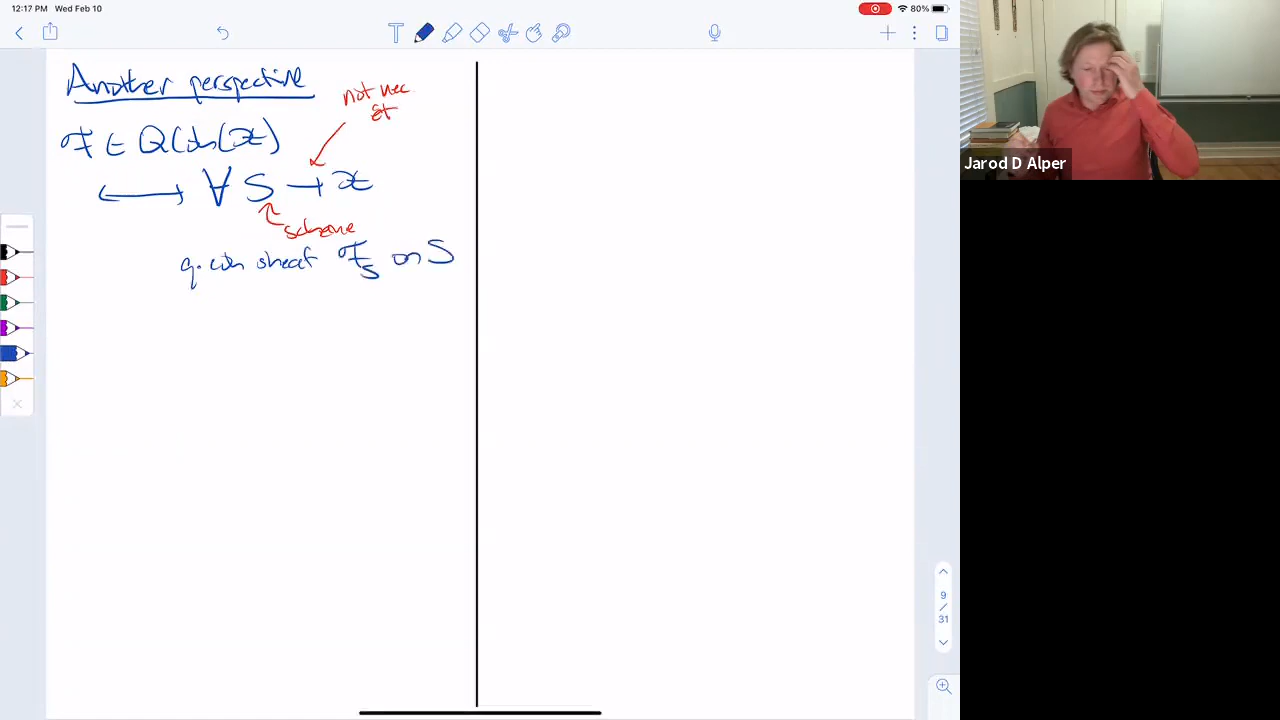 12:17 PM Wed Feb 10
80%
Another perspective
not nec
ét
F ∈ QCoh(X)
⟷ ∀ S → X
scheme
q. coh sheaf F_S on S
Jarod D Alper
T
9
/
31